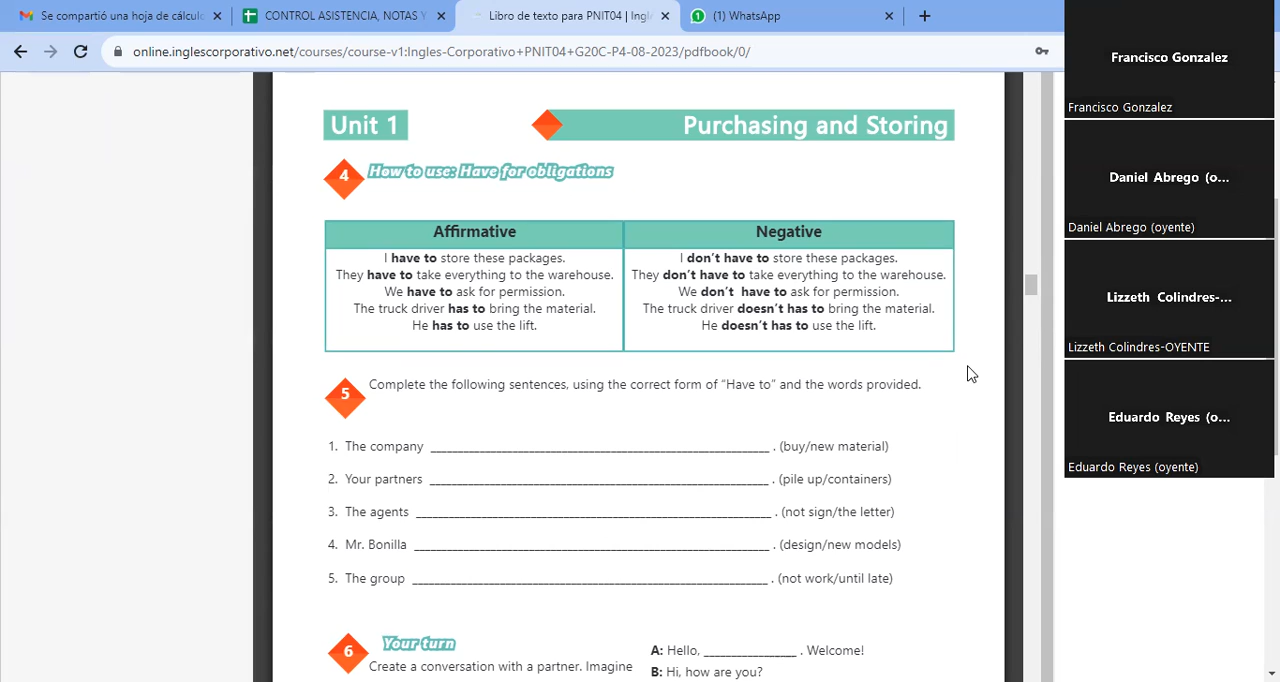 Se compartió una hoja de cálculo
CONTROL ASISTENCIA, NOTAS Y
Libro de texto para PNIT04 | Ingl
(1) WhatsApp
online.inglescorporativo.net/courses/course-v1:Ingles-Corporativo+PNIT04+G20C-P4-08-2023/pdfbook/0/
Unit 1
Purchasing and Storing
4 How to use: Have for obligations
Affirmative
I have to store these packages.
They have to take everything to the warehouse.
We have to ask for permission.
The truck driver has to bring the material.
He has to use the lift.
Negative
I don't have to store these packages.
They don't have to take everything to the warehouse.
We don't have to ask for permission.
The truck driver doesn't has to bring the material.
He doesn't has to use the lift.
5 Complete the following sentences, using the correct form of “Have to” and the words provided.
1. The company ____________________ . (buy/new material)
2. Your partners ____________________ . (pile up/containers)
3. The agents ____________________ . (not sign/the letter)
4. Mr. Bonilla ____________________ . (design/new models)
5. The group ____________________ . (not work/until late)
6 Your turn
Create a conversation with a partner. Imagine
A: Hello, ______________ . Welcome!
B: Hi, how are you?
Francisco Gonzalez
Francisco Gonzalez
Daniel Abrego (o...
Daniel Abrego (oyente)
Lizzeth Colindres-...
Lizzeth Colindres-OYENTE
Eduardo Reyes (o...
Eduardo Reyes (oyente)